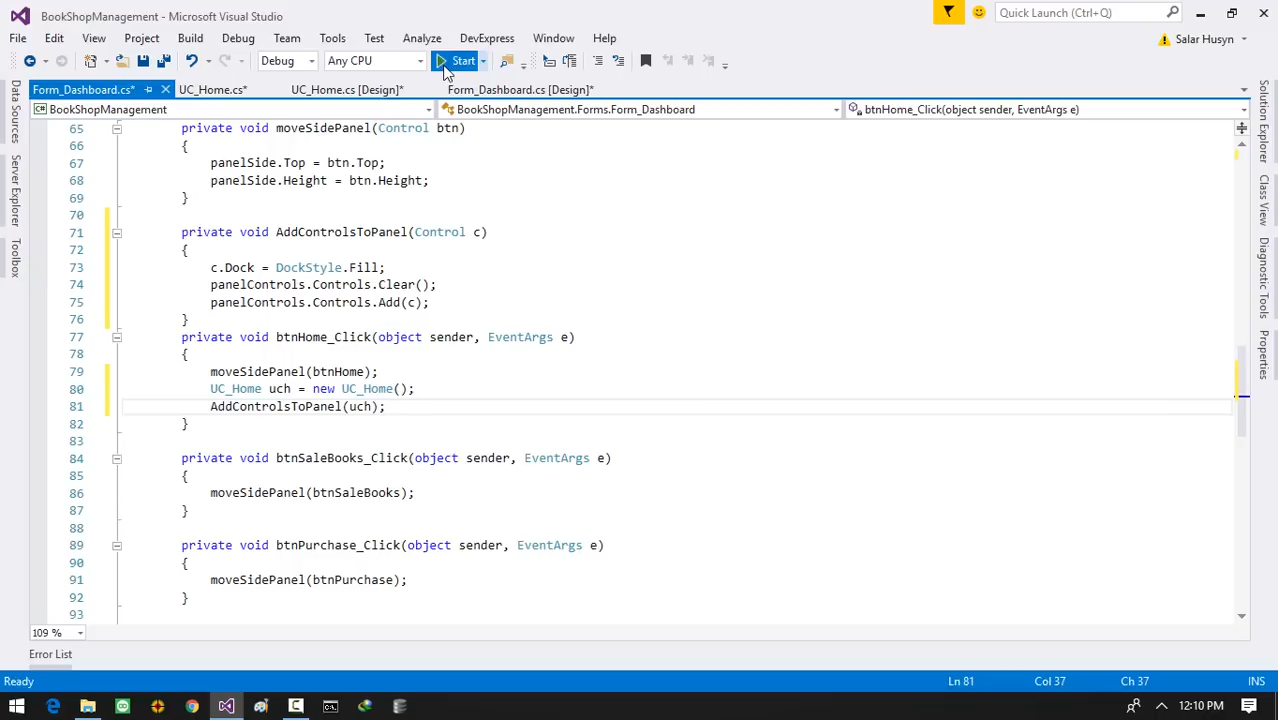 BookShopManagement - Microsoft Visual Studio
Quick Launch (Ctrl+Q)
File Edit View Project Build Debug Team Tools Test Analyze DevExpress Window Help
Salar Husyn
Debug Any CPU Start
Form_Dashboard.cs* UC_Home.cs* UC_Home.cs [Design]* Form_Dashboard.cs [Design]*
BookShopManagement BookShopManagement.Forms.Form_Dashboard btnHome_Click(object sender, EventArgs e)
Data Sources
Server Explorer
Toolbox
65 private void moveSidePanel(Control btn)
66 {
67 panelSide.Top = btn.Top;
68 panelSide.Height = btn.Height;
69 }
70
71 private void AddControlsToPanel(Control c)
72 {
73 c.Dock = DockStyle.Fill;
74 panelControls.Controls.Clear();
75 panelControls.Controls.Add(c);
76 }
77 private void btnHome_Click(object sender, EventArgs e)
78 {
79 moveSidePanel(btnHome);
80 UC_Home uch = new UC_Home();
81 AddControlsToPanel(uch);
82 }
83
84 private void btnSaleBooks_Click(object sender, EventArgs e)
85 {
86 moveSidePanel(btnSaleBooks);
87 }
88
89 private void btnPurchase_Click(object sender, EventArgs e)
90 {
91 moveSidePanel(btnPurchase);
92 }
93
Solution Explorer
Class View
Diagnostic Tools
Properties
109 %
Error List
Ready Ln 81 Col 37 Ch 37 INS
12:10 PM